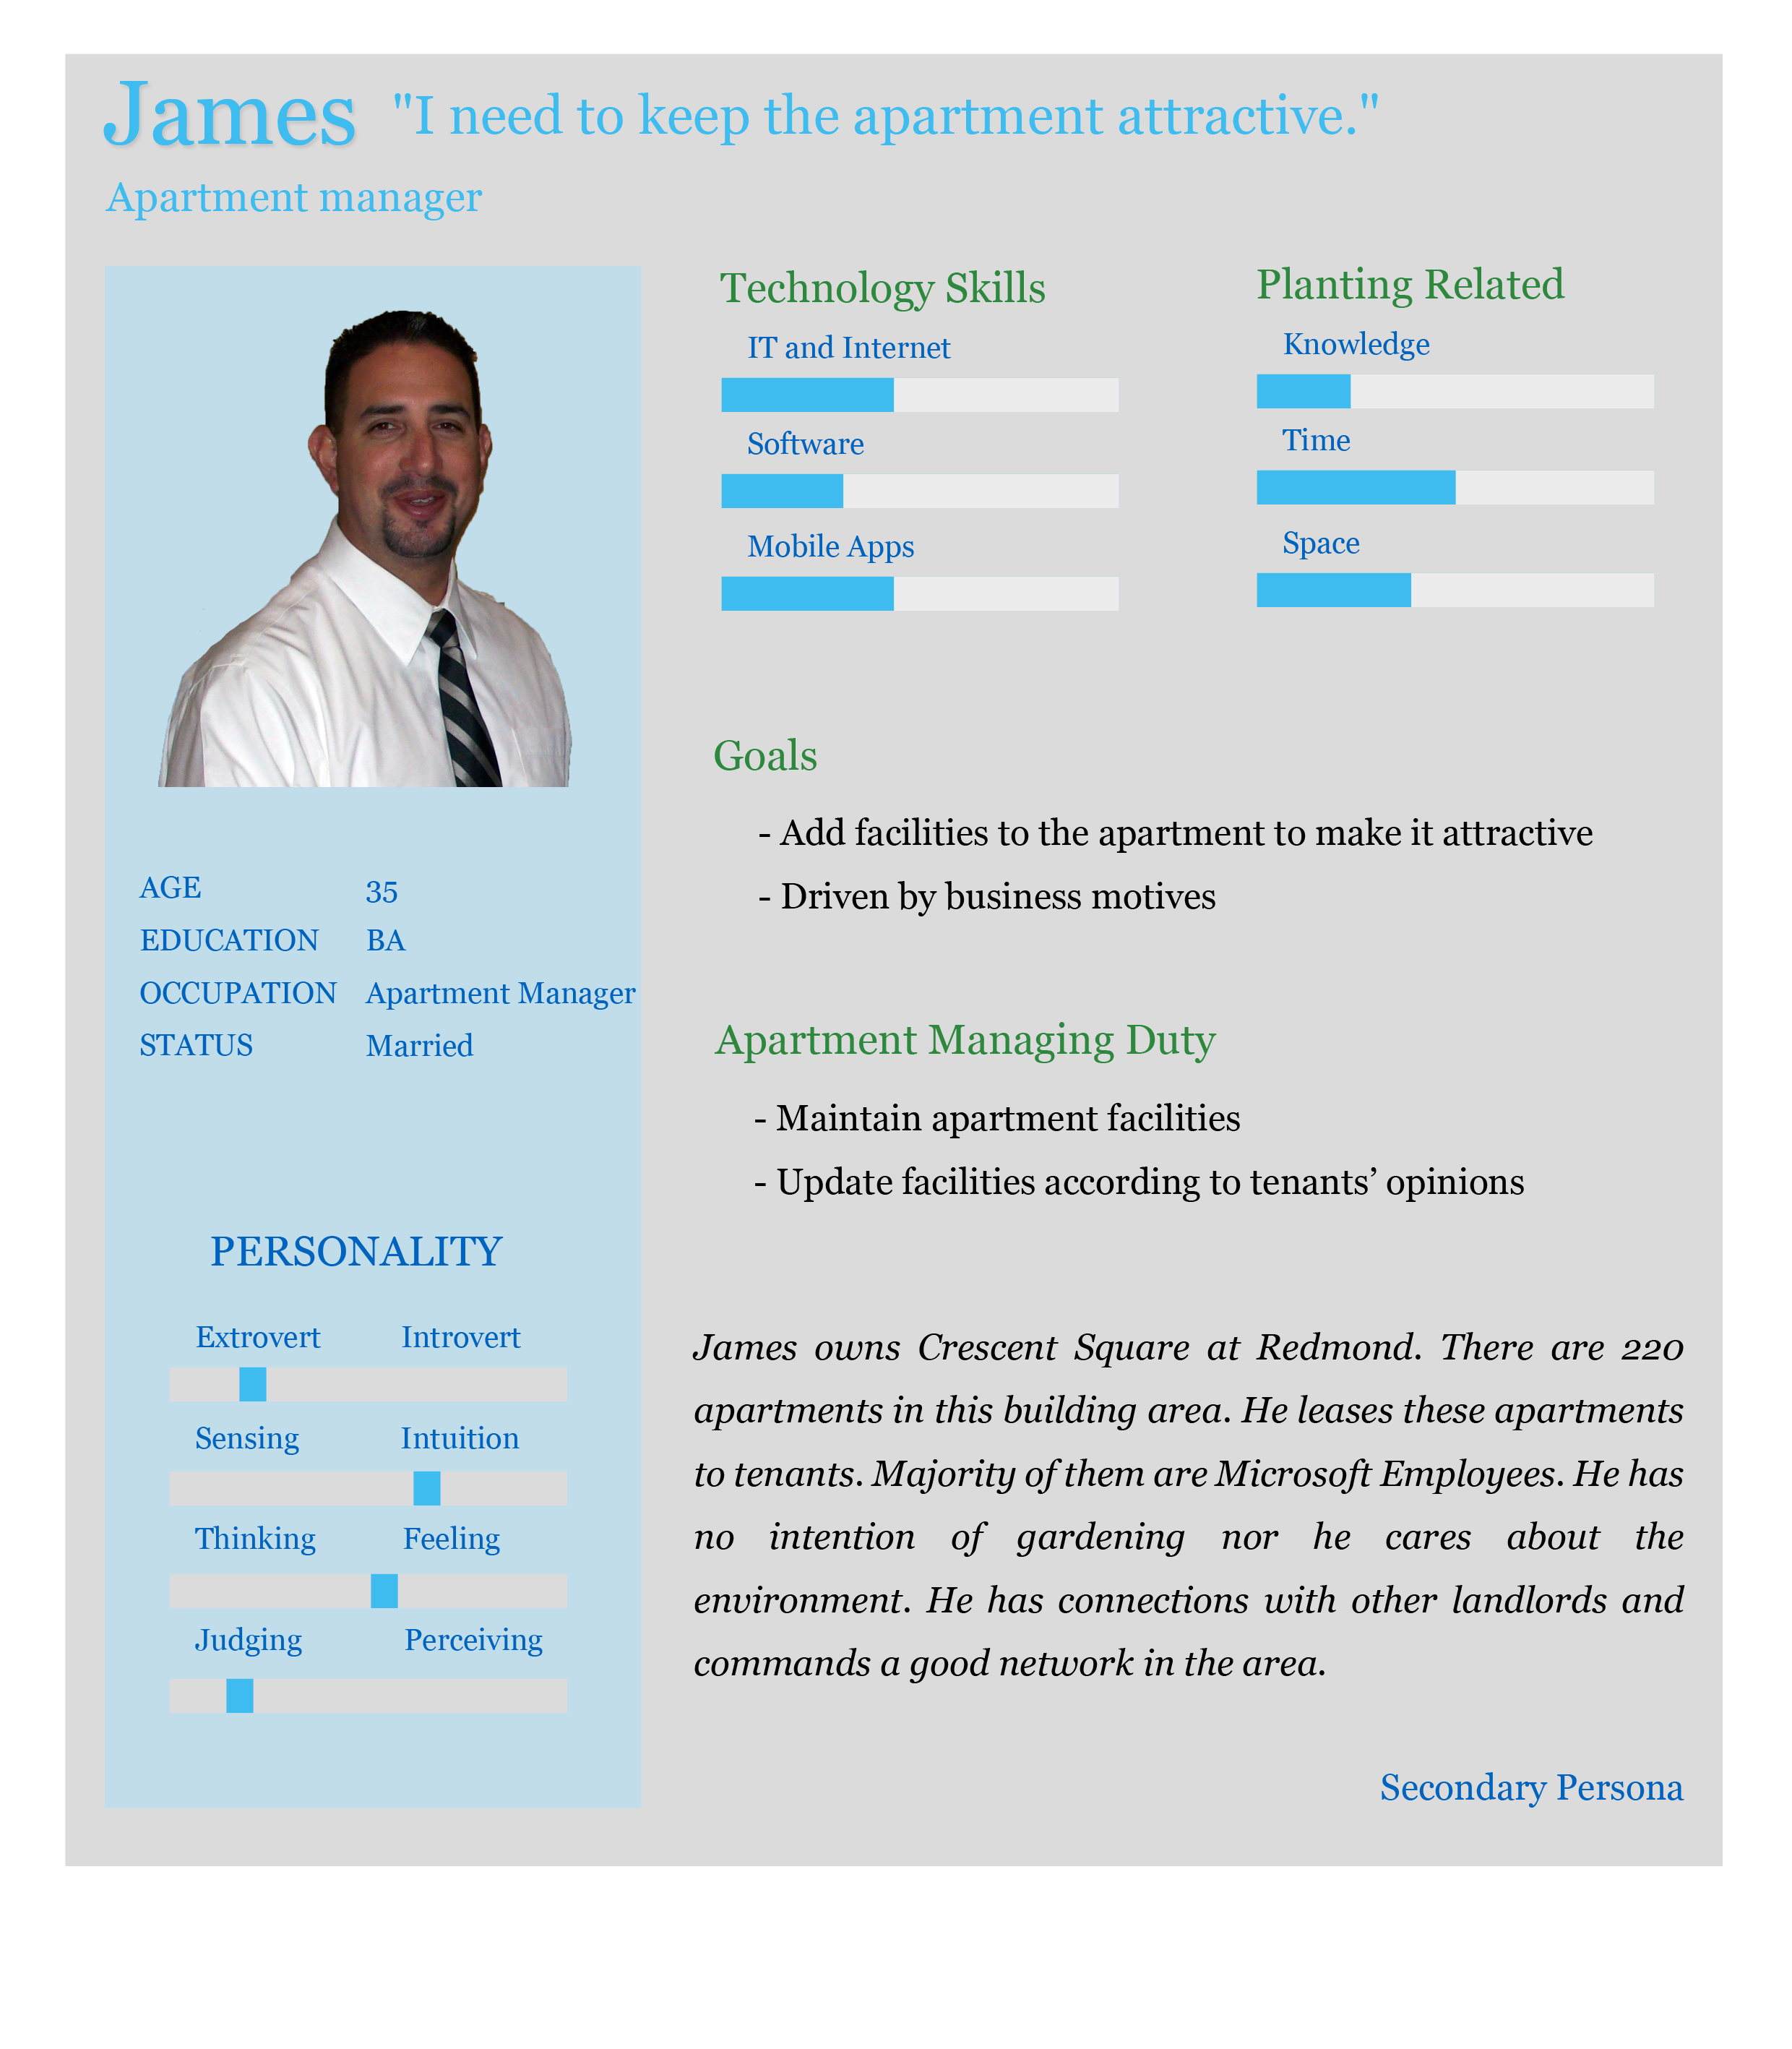 James "I need to keep the apartment attractive."
Apartment manager
Technology Skills
IT and Internet
Software
Mobile Apps
Planting Related
Knowledge
Time
Space
Goals
- Add facilities to the apartment to make it attractive
- Driven by business motives
AGE 35
EDUCATION BA
OCCUPATION Apartment Manager
STATUS Married
Apartment Managing Duty
- Maintain apartment facilities
- Update facilities according to tenants’ opinions
PERSONALITY
Extrovert Introvert
Sensing Intuition
Thinking Feeling
Judging Perceiving
James owns Crescent Square at Redmond. There are 220
apartments in this building area. He leases these apartments
to tenants. Majority of them are Microsoft Employees. He has
no intention of gardening nor he cares about the
environment. He has connections with other landlords and
commands a good network in the area.
Secondary Persona